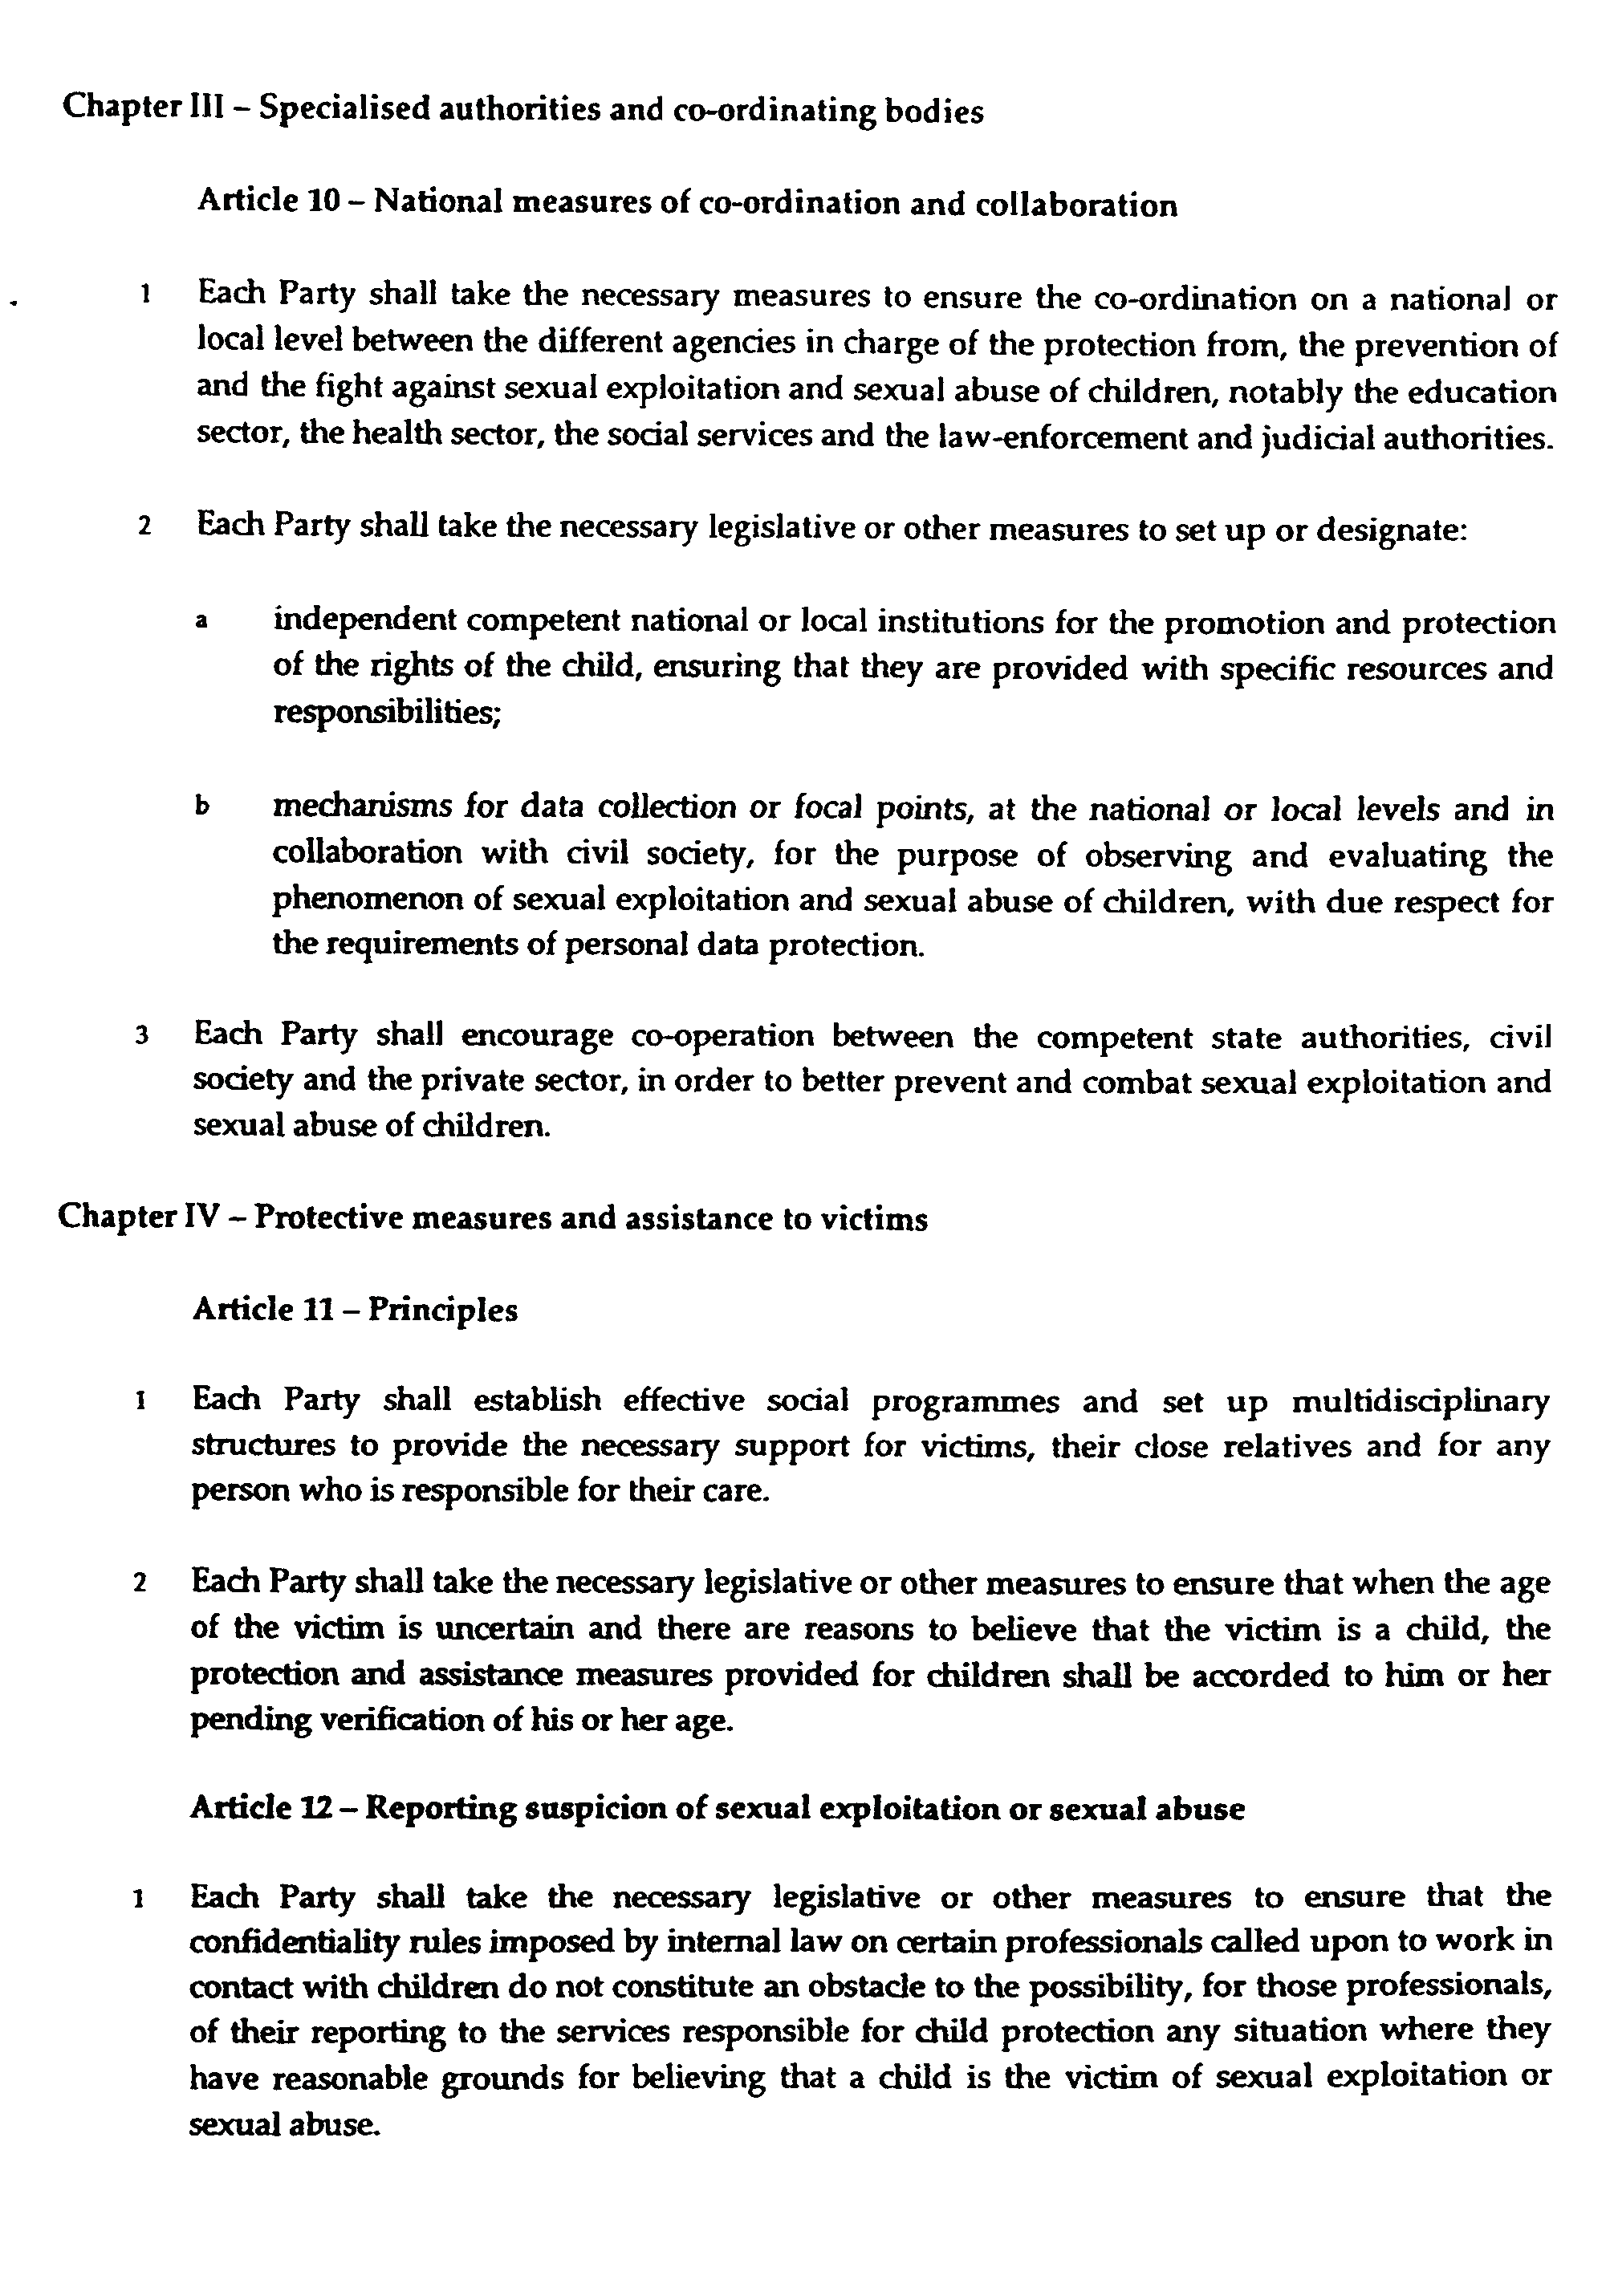 Chapter III – Specialised authorities and co-ordinating bodies
Article 10 – National measures of co-ordination and collaboration
1 Each Party shall take the necessary measures to ensure the co-ordination on a national or
local level between the different agencies in charge of the protection from, the prevention of
and the fight against sexual exploitation and sexual abuse of children, notably the education
sector, the health sector, the social services and the law-enforcement and judicial authorities.
2 Each Party shall take the necessary legislative or other measures to set up or designate:
a independent competent national or local institutions for the promotion and protection
of the rights of the child, ensuring that they are provided with specific resources and
responsibilities;
b mechanisms for data collection or focal points, at the national or local levels and in
collaboration with civil society, for the purpose of observing and evaluating the
phenomenon of sexual exploitation and sexual abuse of children, with due respect for
the requirements of personal data protection.
3 Each Party shall encourage co-operation between the competent state authorities, civil
society and the private sector, in order to better prevent and combat sexual exploitation and
sexual abuse of children.
Chapter IV – Protective measures and assistance to victims
Article 11 – Principles
1 Each Party shall establish effective social programmes and set up multidisciplinary
structures to provide the necessary support for victims, their close relatives and for any
person who is responsible for their care.
2 Each Party shall take the necessary legislative or other measures to ensure that when the age
of the victim is uncertain and there are reasons to believe that the victim is a child, the
protection and assistance measures provided for children shall be accorded to him or her
pending verification of his or her age.
Article 12 – Reporting suspicion of sexual exploitation or sexual abuse
1 Each Party shall take the necessary legislative or other measures to ensure that the
confidentiality rules imposed by internal law on certain professionals called upon to work in
contact with children do not constitute an obstacle to the possibility, for those professionals,
of their reporting to the services responsible for child protection any situation where they
have reasonable grounds for believing that a child is the victim of sexual exploitation or
sexual abuse.